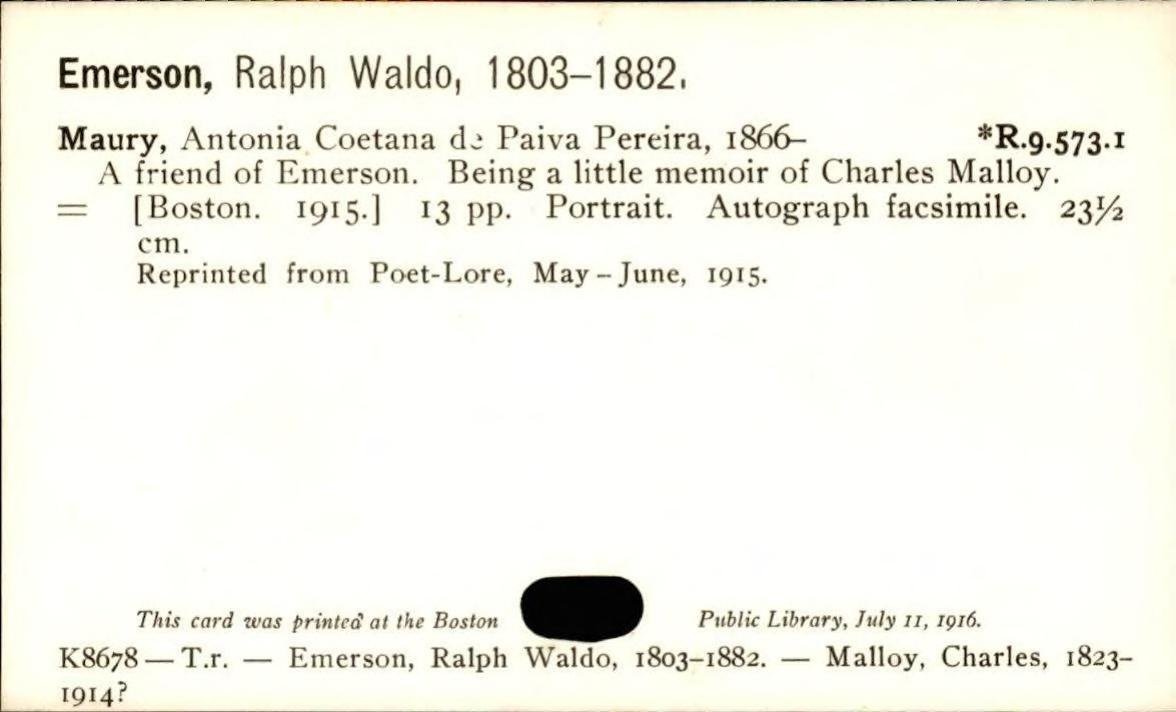 Emerson, Ralph Waldo, 1803–1882.
Maury, Antonia Coetana de Paiva Pereira, 1866– *R.9.573.1
A friend of Emerson. Being a little memoir of Charles Malloy.
= [Boston. 1915.] 13 pp. Portrait. Autograph facsimile. 23½
cm.
Reprinted from Poet-Lore, May – June, 1915.
This card was printed at the Boston Public Library, July 11, 1916.
K8678 — T.r. — Emerson, Ralph Waldo, 1803–1882. — Malloy, Charles, 1823–
1914?